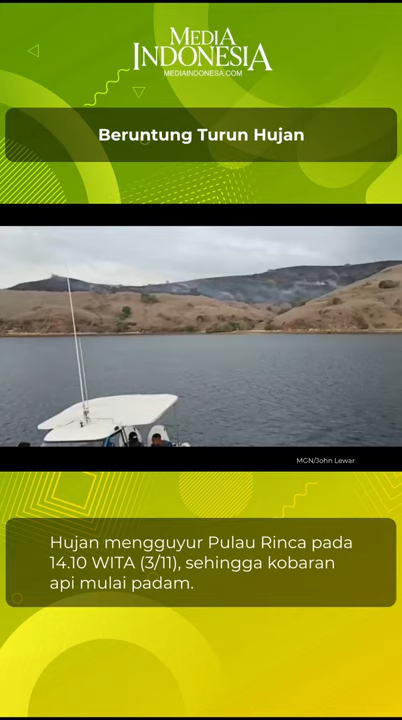 MEDIA
INDONESIA
MEDIAINDONESA.COM
Beruntung Turun Hujan
MGN/John Lewar
Hujan mengguyur Pulau Rinca pada
14.10 WITA (3/11), sehingga kobaran
api mulai padam.